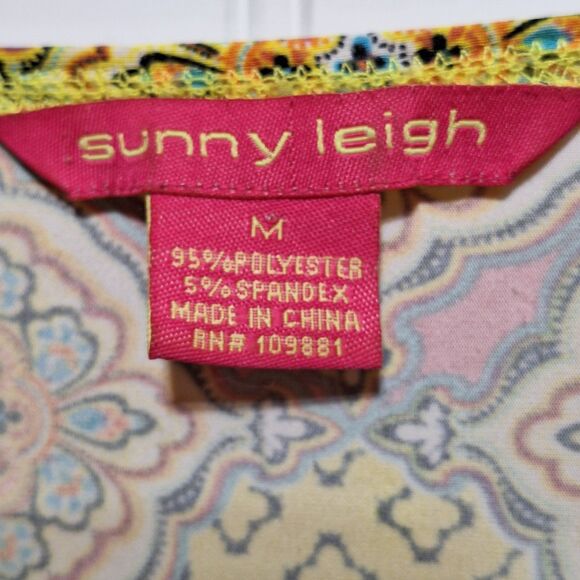 sunny leigh
M
95%POLYESTER
5%SPANDEX
MADE IN CHINA
RN# 109881